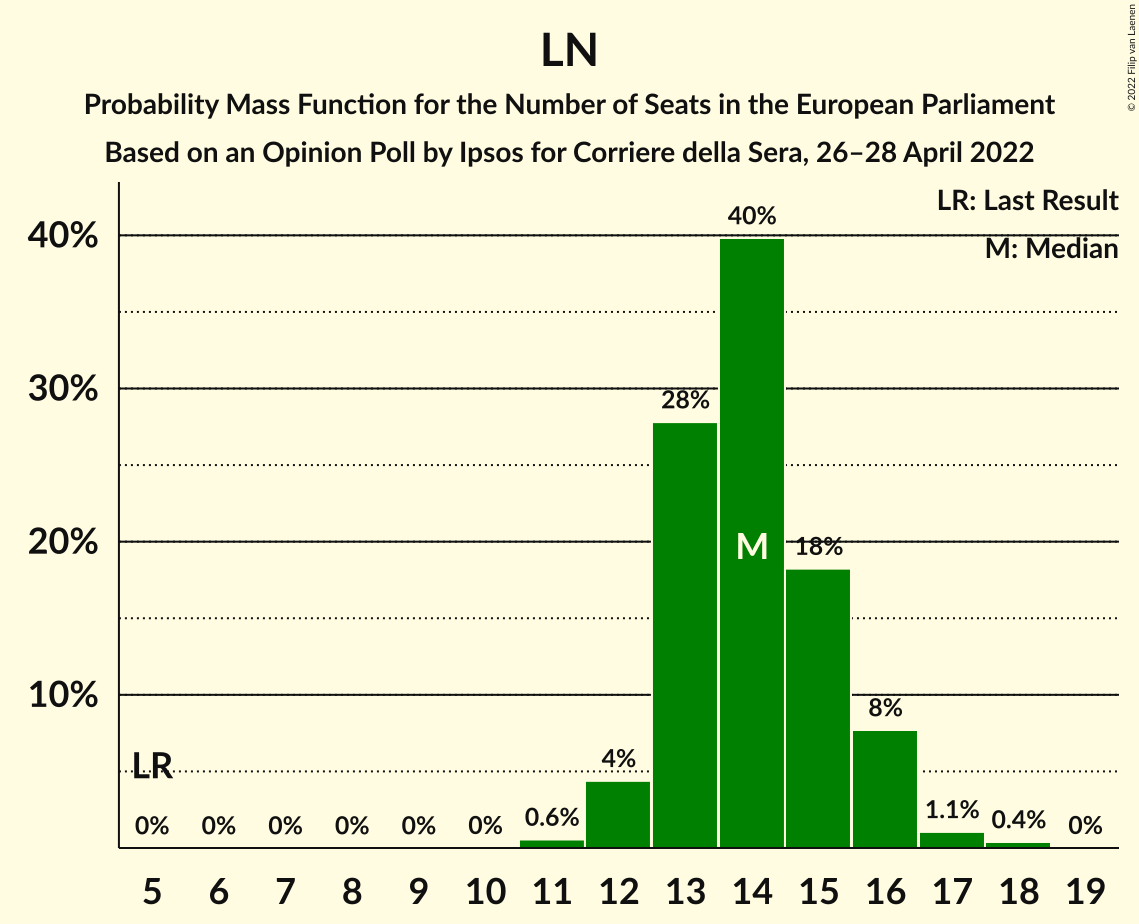 LN
Probability Mass Function for the Number of Seats in the European Parliament
Based on an Opinion Poll by Ipsos for Corriere della Sera, 26–28 April 2022
© 2022 Filip van Laenen
LR: Last Result
M: Median
40%
30%
20%
10%
LR
M
0% 0% 0% 0% 0% 0% 0.6% 4% 28% 40% 18% 8% 1.1% 0.4% 0%
5 6 7 8 9 10 11 12 13 14 15 16 17 18 19